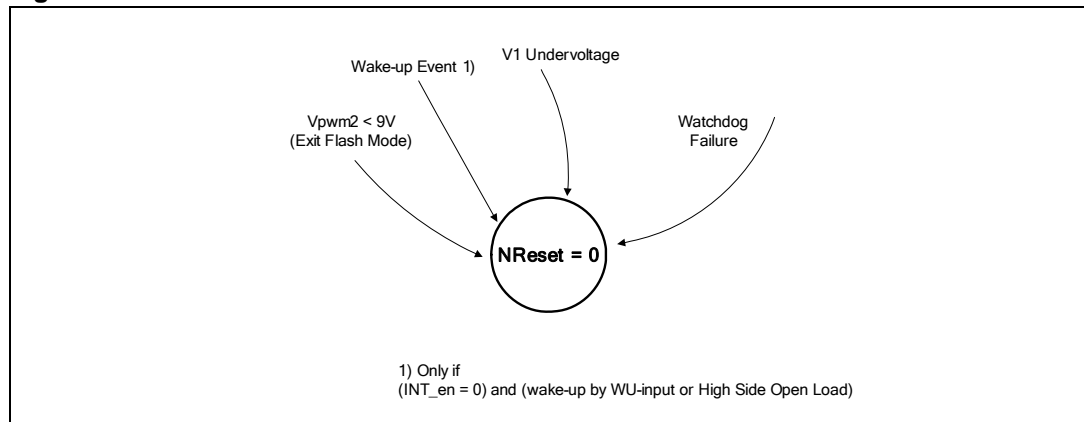 V1 Undervoltage
Wake-up Event 1)
Vpwm2 < 9V
(Exit Flash Mode)
Watchdog
Failure
NReset = 0
1) Only if
(INT_en = 0) and (wake-up by WU-input or High Side Open Load)